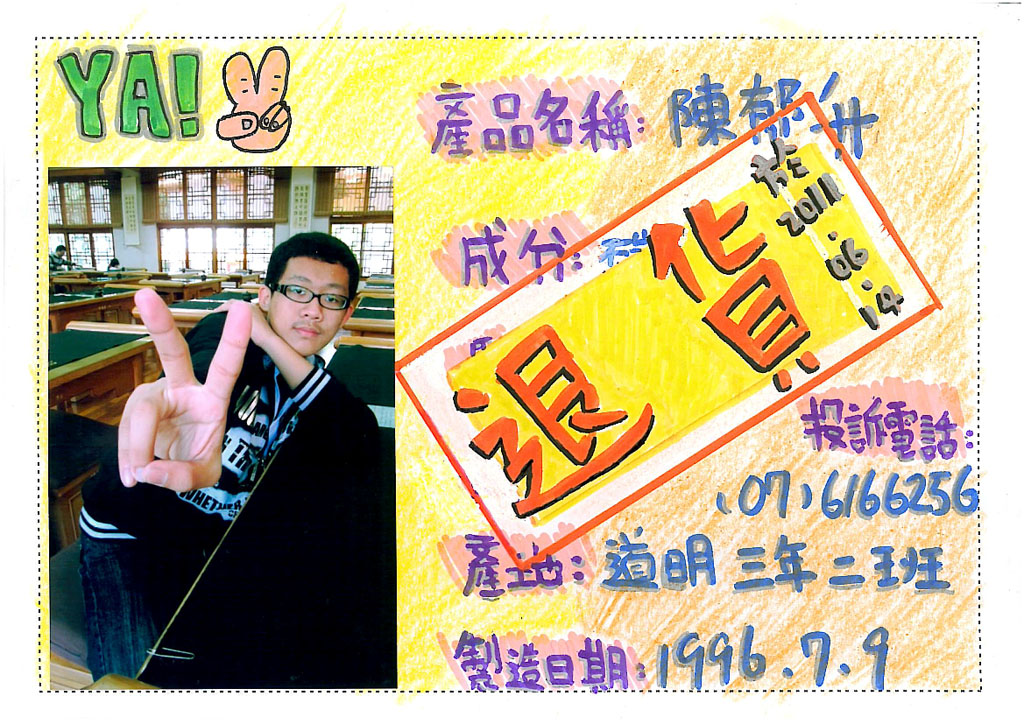 YA!
產品名稱: 陳郁升
成分:
退貨
於
2011.
06.
14
投訴電話:
(07)6166256
產地: 道明 三年二班
製造日期: 1996.7.9